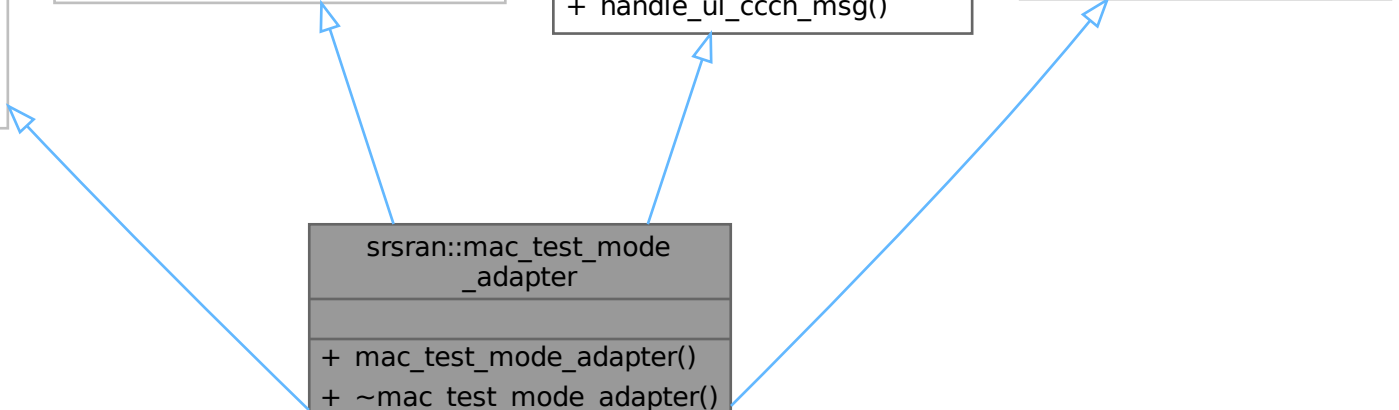 + handle_ul_ccch_msg()
srsran::mac_test_mode
_adapter
+ mac_test_mode_adapter()
+ ~mac_test_mode_adapter()